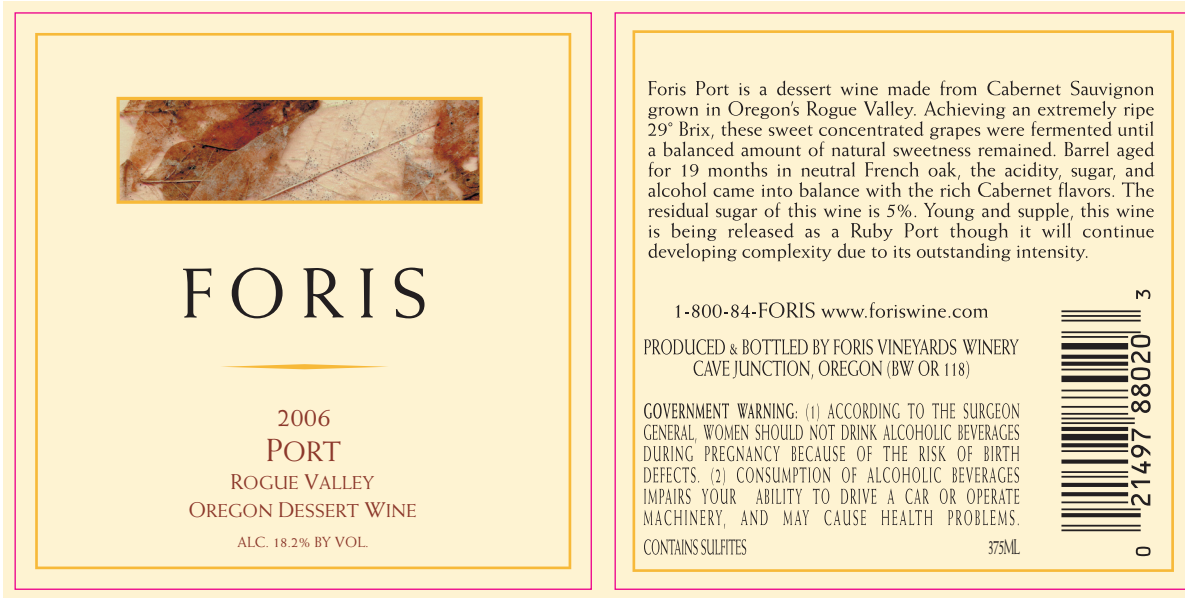 FORIS
2006
PORT
ROGUE VALLEY
OREGON DESSERT WINE
ALC. 18.2% BY VOL.
Foris Port is a dessert wine made from Cabernet Sauvignon
grown in Oregon's Rogue Valley. Achieving an extremely ripe
29° Brix, these sweet concentrated grapes were fermented until
a balanced amount of natural sweetness remained. Barrel aged
for 19 months in neutral French oak, the acidity, sugar, and
alcohol came into balance with the rich Cabernet flavors. The
residual sugar of this wine is 5%. Young and supple, this wine
is being released as a Ruby Port though it will continue
developing complexity due to its outstanding intensity.
1-800-84-FORIS www.foriswine.com
PRODUCED & BOTTLED BY FORIS VINEYARDS WINERY
CAVE JUNCTION, OREGON (BW OR 118)
GOVERNMENT WARNING: (1) ACCORDING TO THE SURGEON
GENERAL, WOMEN SHOULD NOT DRINK ALCOHOLIC BEVERAGES
DURING PREGNANCY BECAUSE OF THE RISK OF BIRTH
DEFECTS. (2) CONSUMPTION OF ALCOHOLIC BEVERAGES
IMPAIRS YOUR ABILITY TO DRIVE A CAR OR OPERATE
MACHINERY, AND MAY CAUSE HEALTH PROBLEMS.
CONTAINS SULFITES 375ML
0 21497 88020 3